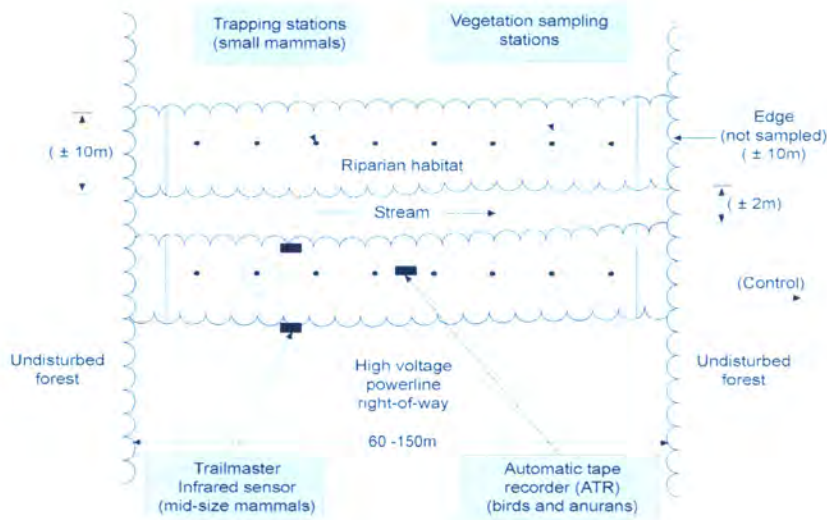 Trapping stations
(small mammals)
Vegetation sampling
stations
( ± 10m)
Riparian habitat
Edge
(not sampled)
( ± 10m)
Stream
( ± 2m)
(Control)
Undisturbed
forest
High voltage
powerline
right-of-way
Undisturbed
forest
60 -150m
Trailmaster
Infrared sensor
(mid-size mammals)
Automatic tape
recorder (ATR)
(birds and anurans)